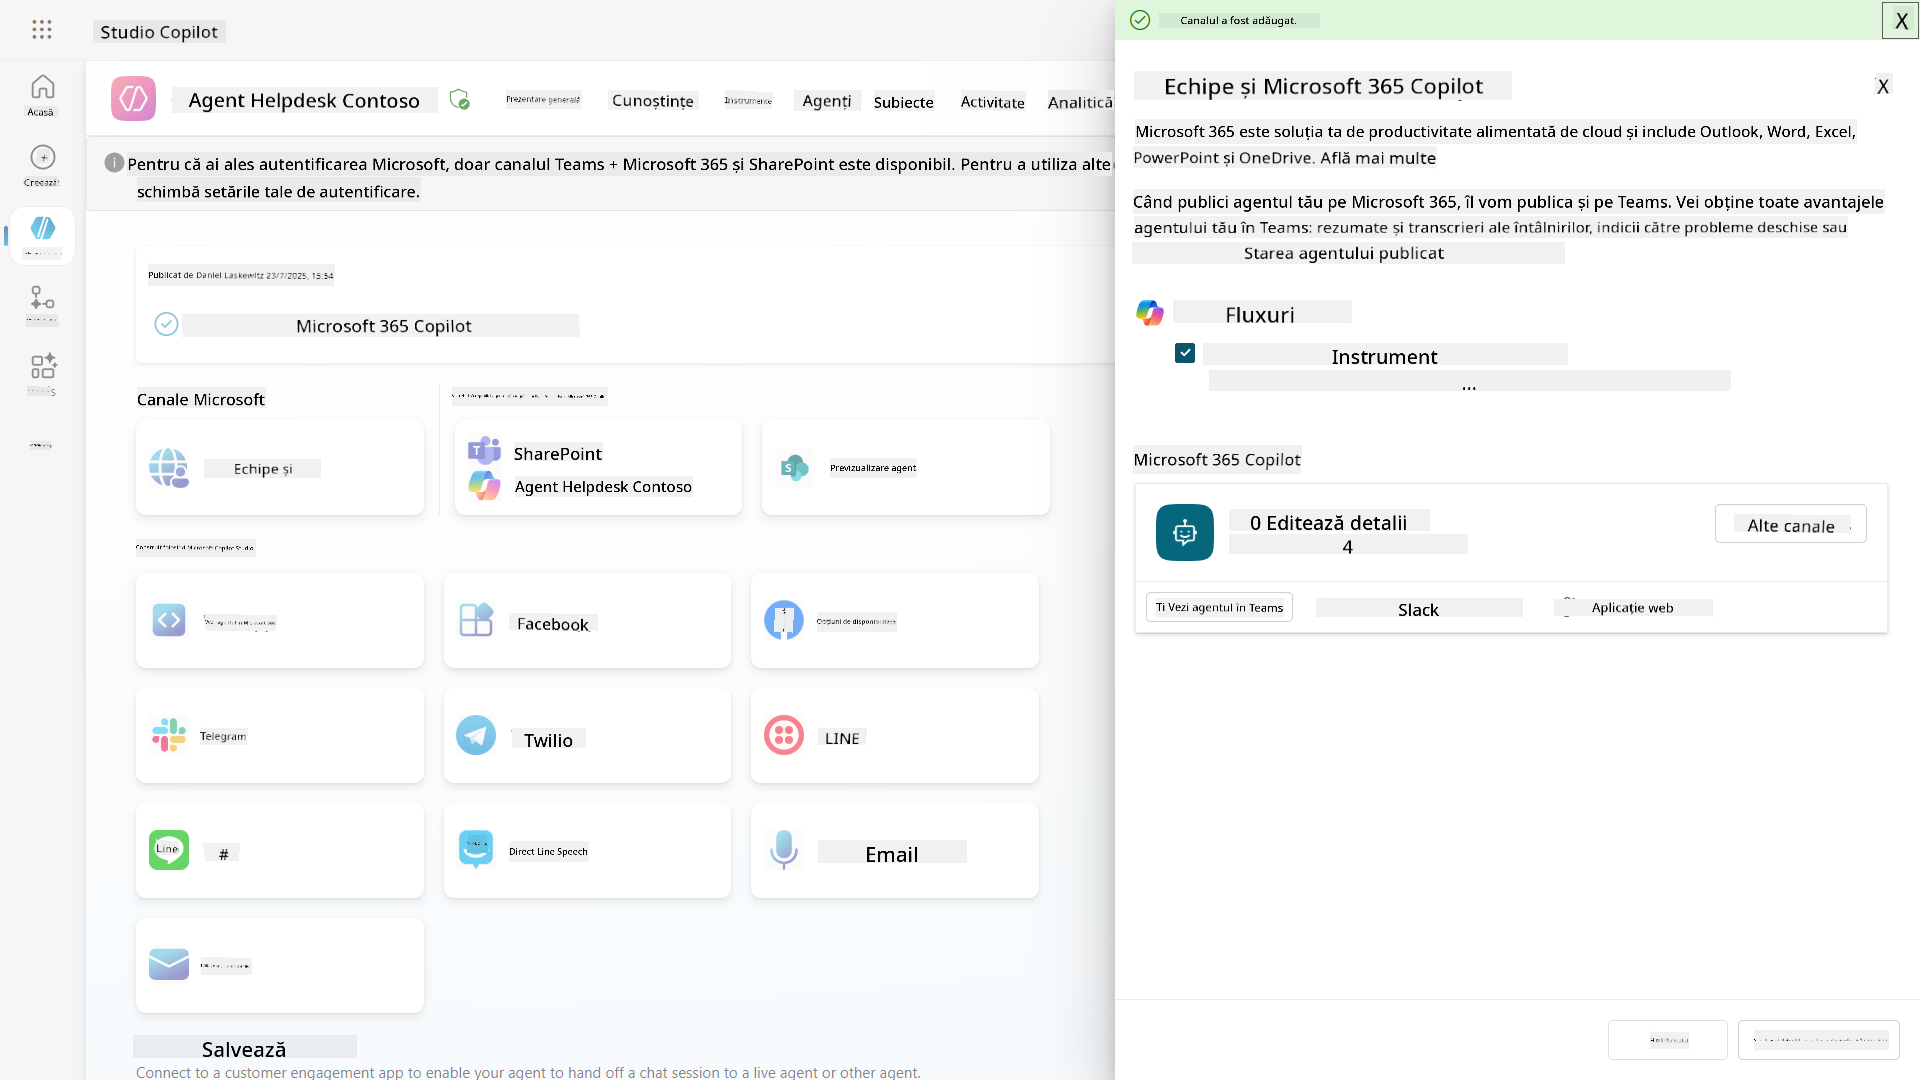 Studio Copilot
Canalul a fost adăugat.
X
Acasă
Creează
Agent Helpdesk Contoso
Prezentare generală
Cunoștințe
Instrumente
Agenți
Subiecte
Activitate
Analitică
Pentru că ai ales autentificarea Microsoft, doar canalul Teams + Microsoft 365 și SharePoint este disponibil. Pentru a utiliza alte
schimbă setările tale de autentificare.
Publicat de Daniel Laskewitz 23/7/2025, 15:54
Microsoft 365 Copilot
Canale Microsoft
Echipe și
SharePoint
Agent Helpdesk Contoso
Previzualizare agent
Construit folosind Microsoft Copilot Studio
Facebook
Opțiuni de disponibilitate
Telegram
Twilio
LINE
Line
#
Direct Line Speech
Email
Salvează
Connect to a customer engagement app to enable your agent to hand off a chat session to a live agent or other agent.
Echipe și Microsoft 365 Copilot
X
Microsoft 365 este soluția ta de productivitate alimentată de cloud și include Outlook, Word, Excel,
PowerPoint și OneDrive. Află mai multe
Când publici agentul tău pe Microsoft 365, îl vom publica și pe Teams. Vei obține toate avantajele
agentului tău în Teams: rezumate și transcrieri ale întâlnirilor, indicii către probleme deschise sau
Starea agentului publicat
Fluxuri
Instrument
...
Microsoft 365 Copilot
0 Editează detalii
4
Alte canale
Ti Vezi agentul în Teams
Slack
Aplicație web